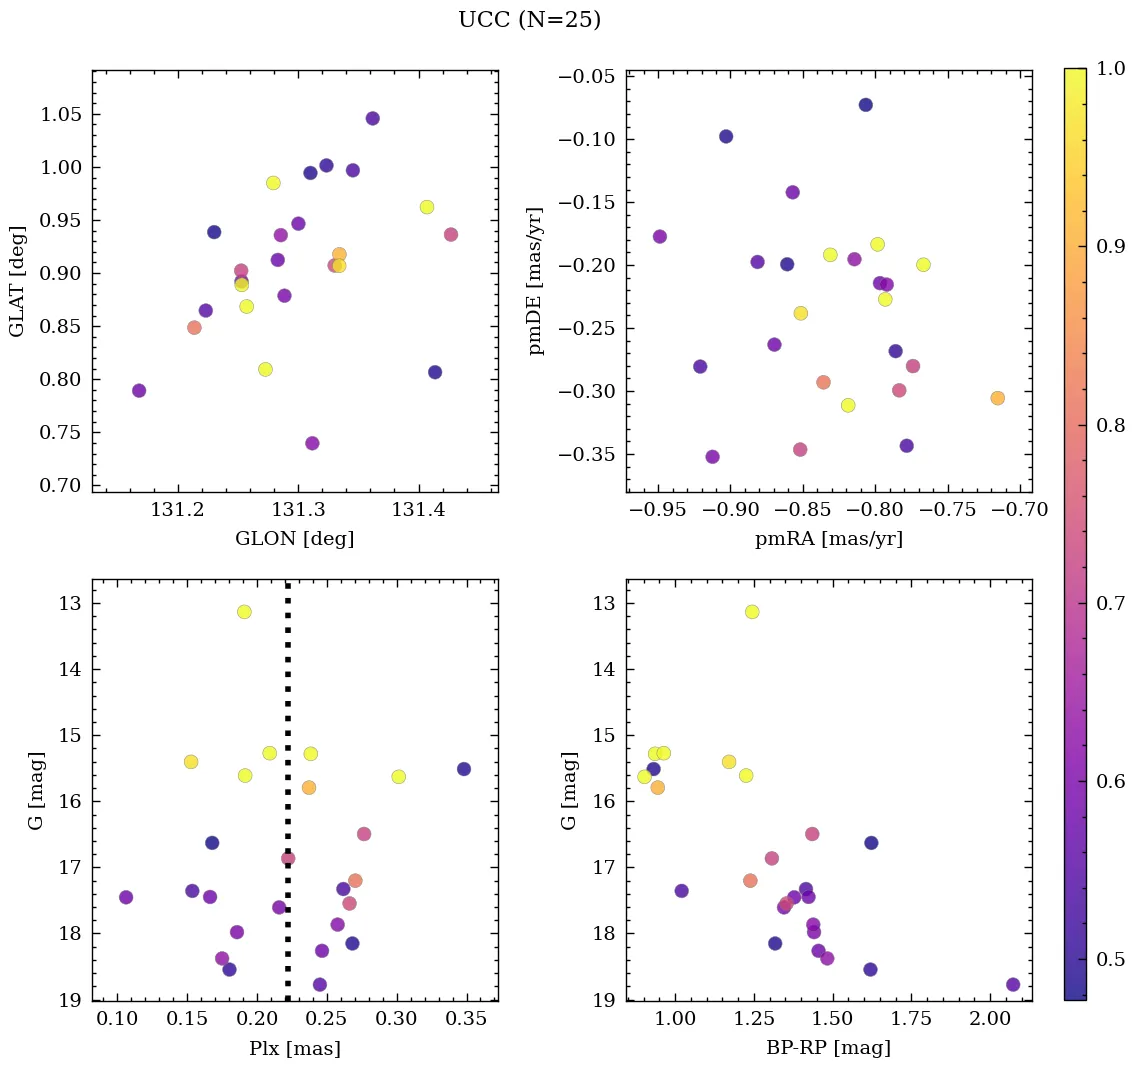 UCC (N=25)
1.05
1.00
0.95
0.90
0.85
0.80
0.75
0.70
GLAT [deg]
131.2 131.3 131.4
GLON [deg]
−0.05
−0.10
−0.15
−0.20
−0.25
−0.30
−0.35
pmDE [mas/yr]
−0.95 −0.90 −0.85 −0.80 −0.75 −0.70
pmRA [mas/yr]
13
14
15
16
17
18
19
G [mag]
0.10 0.15 0.20 0.25 0.30 0.35
Plx [mas]
13
14
15
16
17
18
19
G [mag]
1.00 1.25 1.50 1.75 2.00
BP-RP [mag]
1.0
0.9
0.8
0.7
0.6
0.5